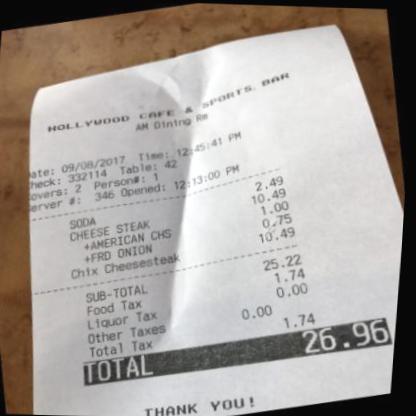 HOLLYWOOD CAFE & SPORTS BAR
AM Dining Rm
Date: 09/08/2017 Time: 12:45:41 PM
Check: 332114 Table: 42
Covers: 2 Person#: 1
Server #: 346 Opened: 12:13:00 PM
SODA 2.49
CHEESE STEAK 10.49
+AMERICAN CHS 1.00
+FRD ONION 0.75
Chix Cheesesteak 10.49
SUB-TOTAL 25.22
Food Tax 1.74
Liquor Tax 0.00
Other Taxes 0.00
Total Tax 1.74
TOTAL 26.96
THANK YOU!